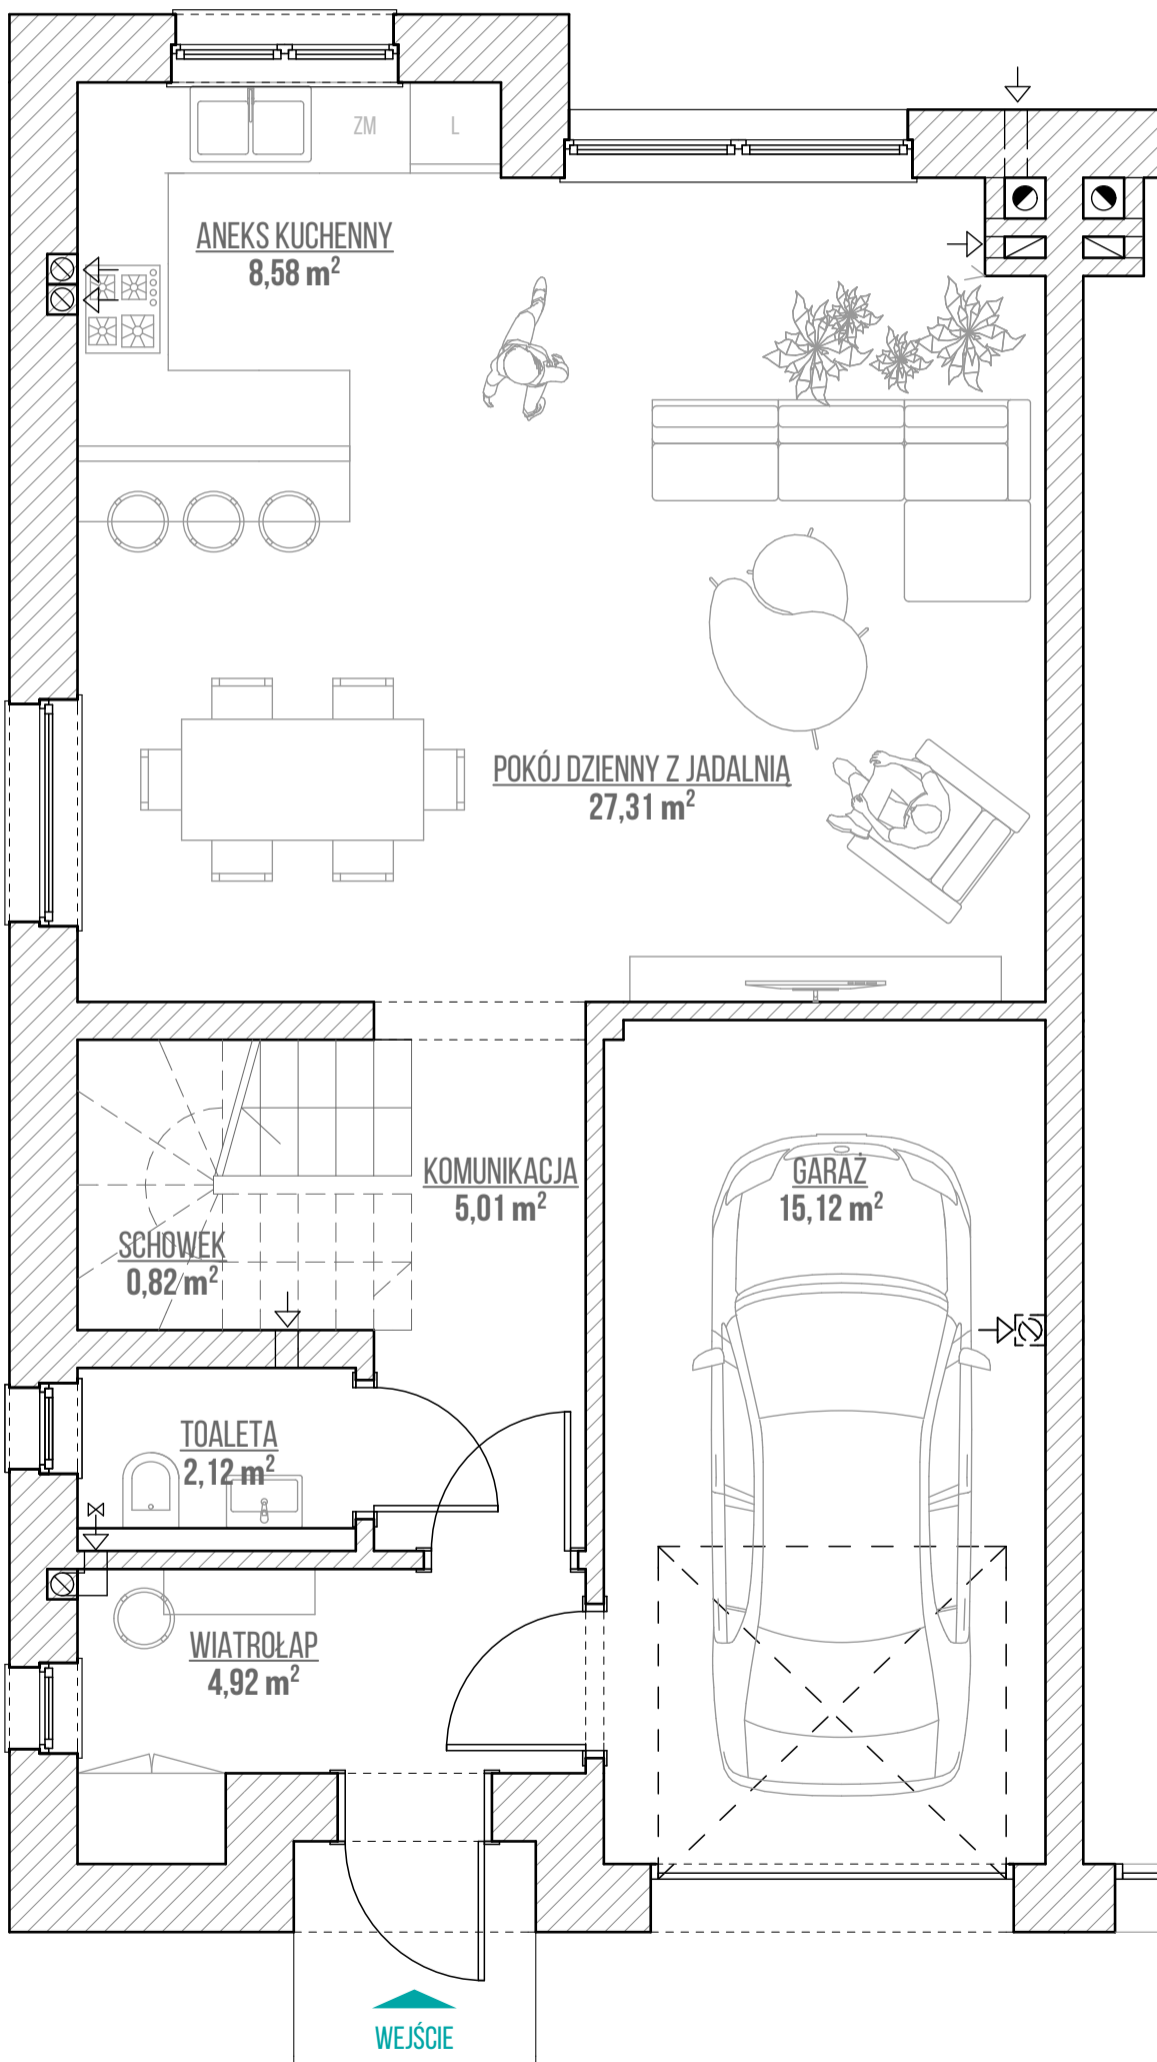 ZM
L
ANEKS KUCHENNY
8,58 m²
POKÓJ DZIENNY Z JADALNIĄ
27,31 m²
KOMUNIKACJA
5,01 m²
GARAŻ
15,12 m²
SCHOWEK
0,82 m²
TOALETA
2,12 m²
WIATROŁAP
4,92 m²
WEJŚCIE